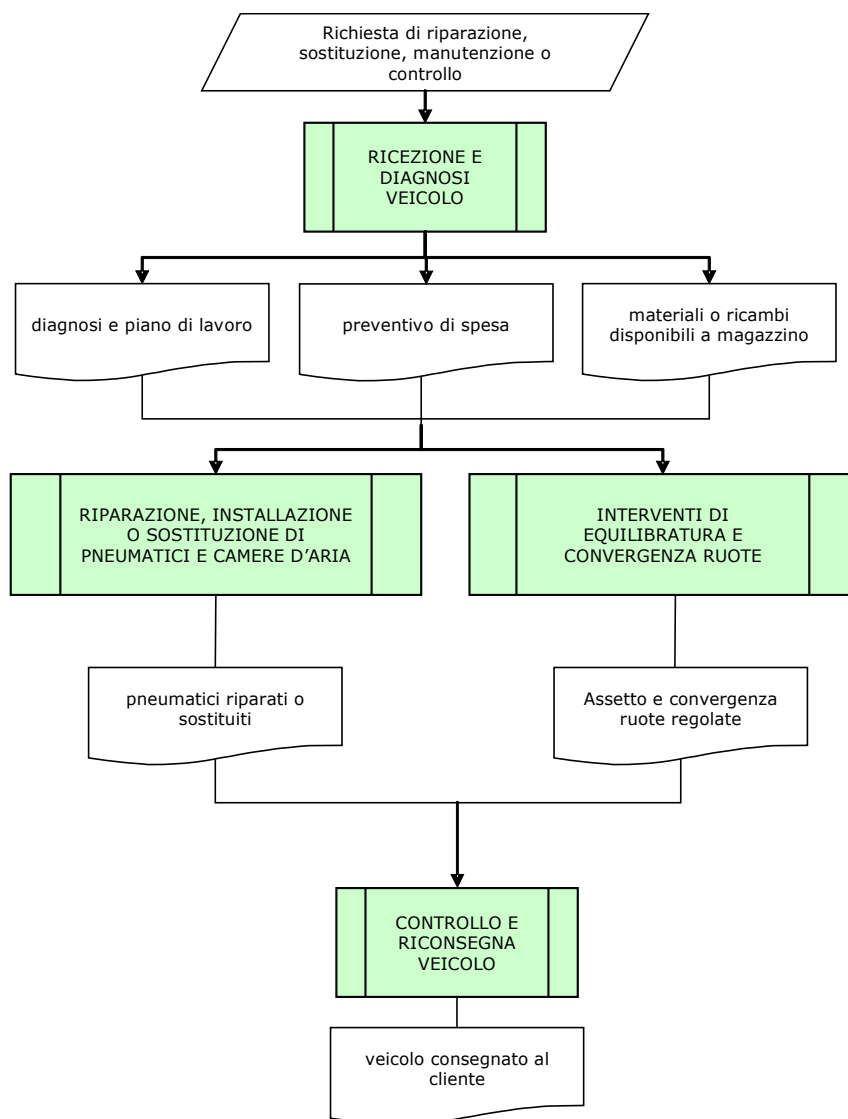 Richiesta di riparazione,
sostituzione, manutenzione o
controllo
RICEZIONE E
DIAGNOSI
VEICOLO
diagnosi e piano di lavoro
preventivo di spesa
materiali o ricambi
disponibili a magazzino
RIPARAZIONE, INSTALLAZIONE
O SOSTITUZIONE DI
PNEUMATICI E CAMERE D’ARIA
INTERVENTI DI
EQUILIBRATURA E
CONVERGENZA RUOTE
pneumatici riparati o
sostituiti
Assetto e convergenza
ruote regolate
CONTROLLO E
RICONSEGNA
VEICOLO
veicolo consegnato al
cliente